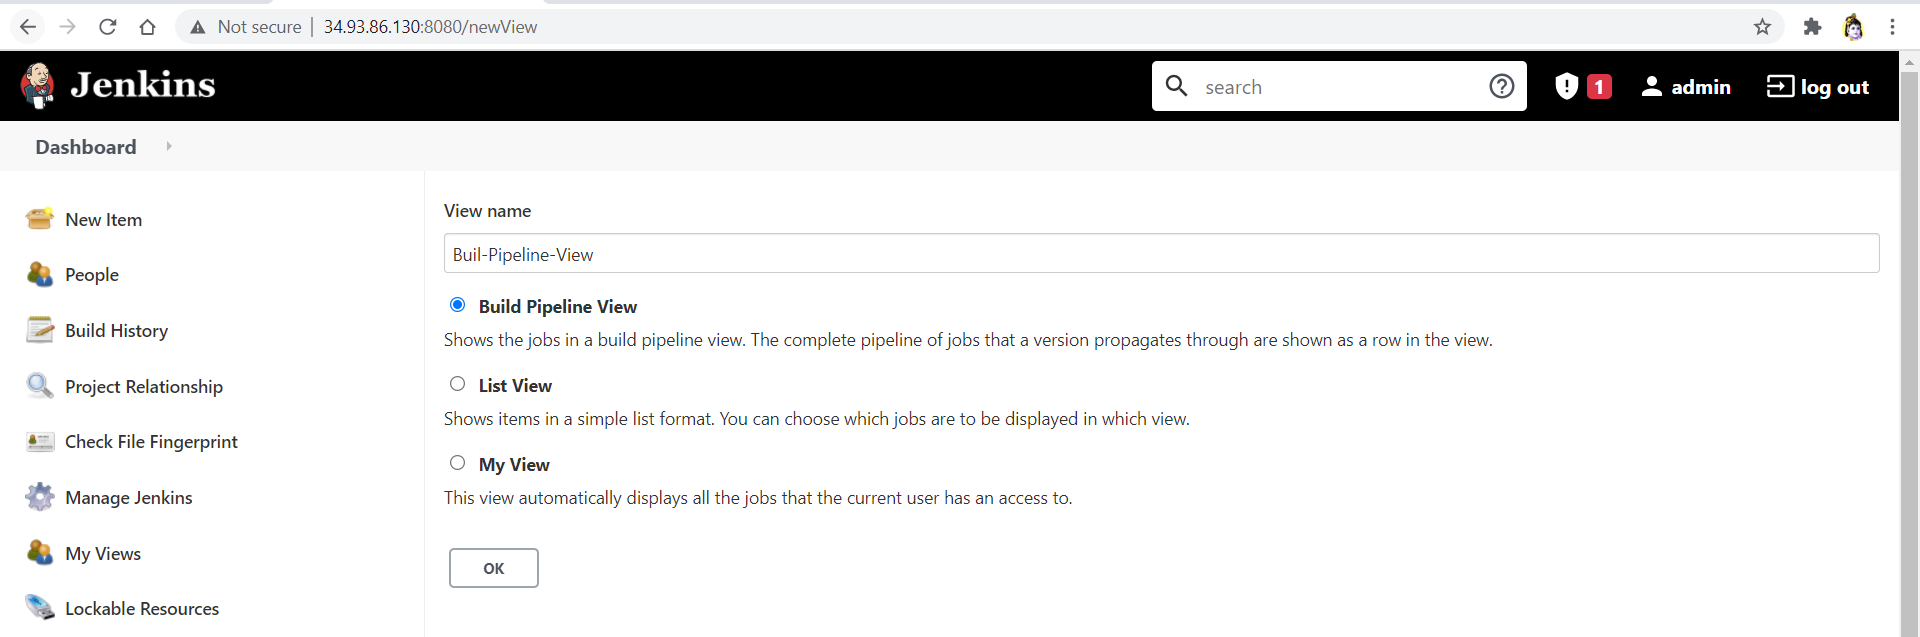 Not secure | 34.93.86.130:8080/newView
Jenkins
search
1
admin
log out
Dashboard
New Item
People
Build History
Project Relationship
Check File Fingerprint
Manage Jenkins
My Views
Lockable Resources
View name
Buil-Pipeline-View
Build Pipeline View
Shows the jobs in a build pipeline view. The complete pipeline of jobs that a version propagates through are shown as a row in the view.
List View
Shows items in a simple list format. You can choose which jobs are to be displayed in which view.
My View
This view automatically displays all the jobs that the current user has an access to.
OK